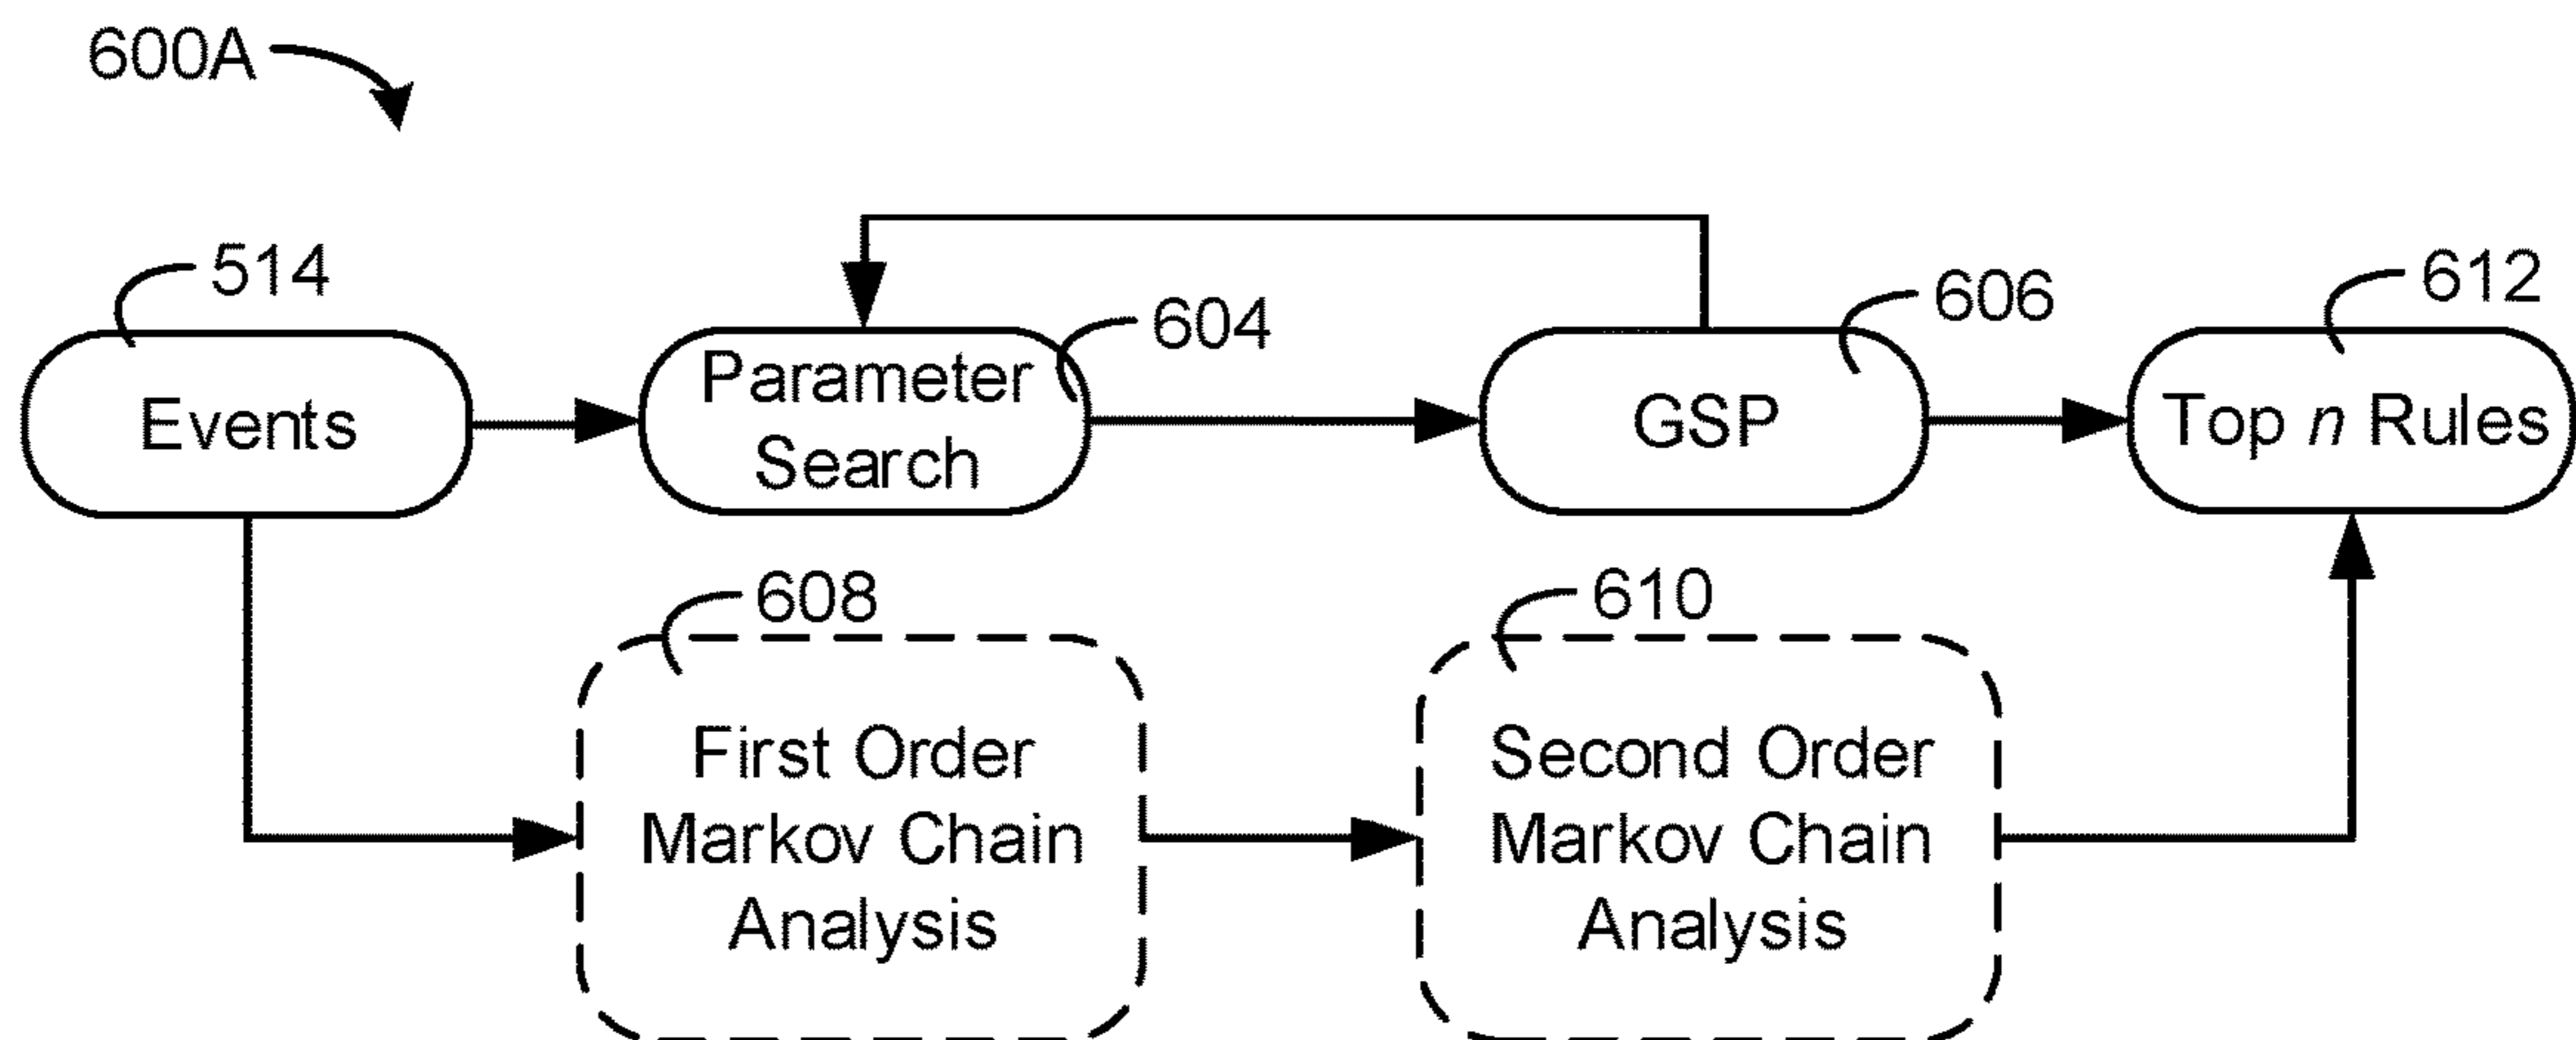 600A
514
604
606
612
Events
Parameter
Search
GSP
Top n Rules
608
610
First Order
Markov Chain
Analysis
Second Order
Markov Chain
Analysis